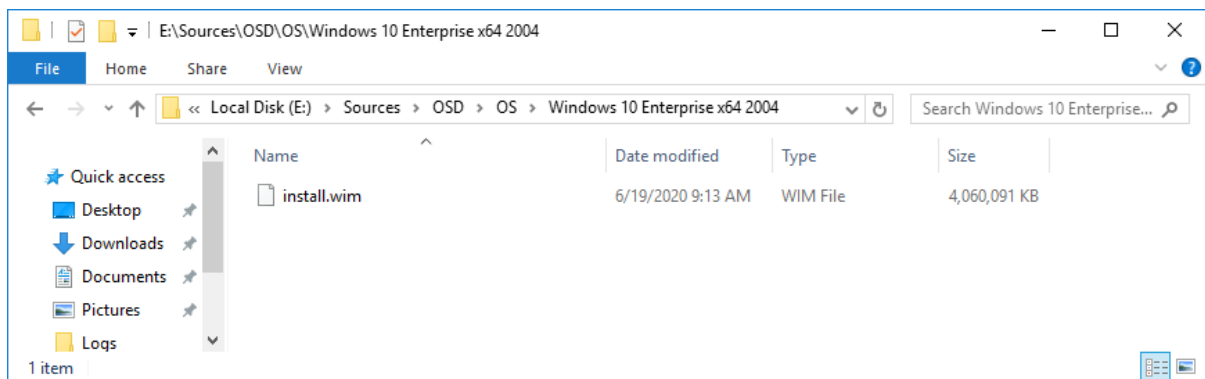 E:\Sources\OSD\OS\Windows 10 Enterprise x64 2004
File Home Share View
« Local Disk (E:) > Sources > OSD > OS > Windows 10 Enterprise x64 2004 Search Windows 10 Enterprise...
Name Date modified Type Size
Quick access
install.wim 6/19/2020 9:13 AM WIM File 4,060,091 KB
Desktop
Downloads
Documents
Pictures
Logs
1 item